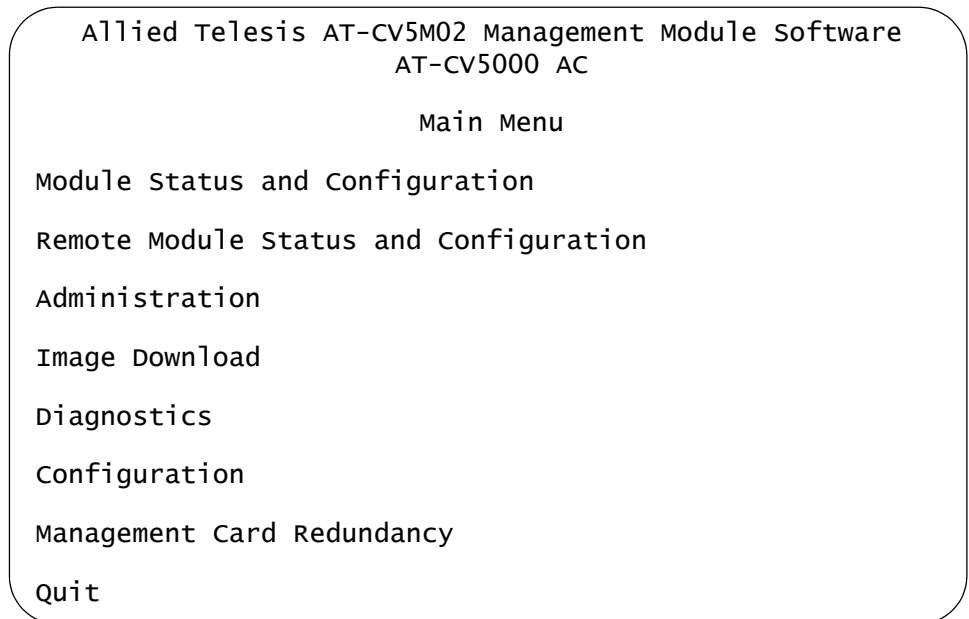 Allied Telesis AT-CV5M02 Management Module Software
AT-CV5000 AC
Main Menu
Module Status and Configuration
Remote Module Status and Configuration
Administration
Image Download
Diagnostics
Configuration
Management Card Redundancy
Quit